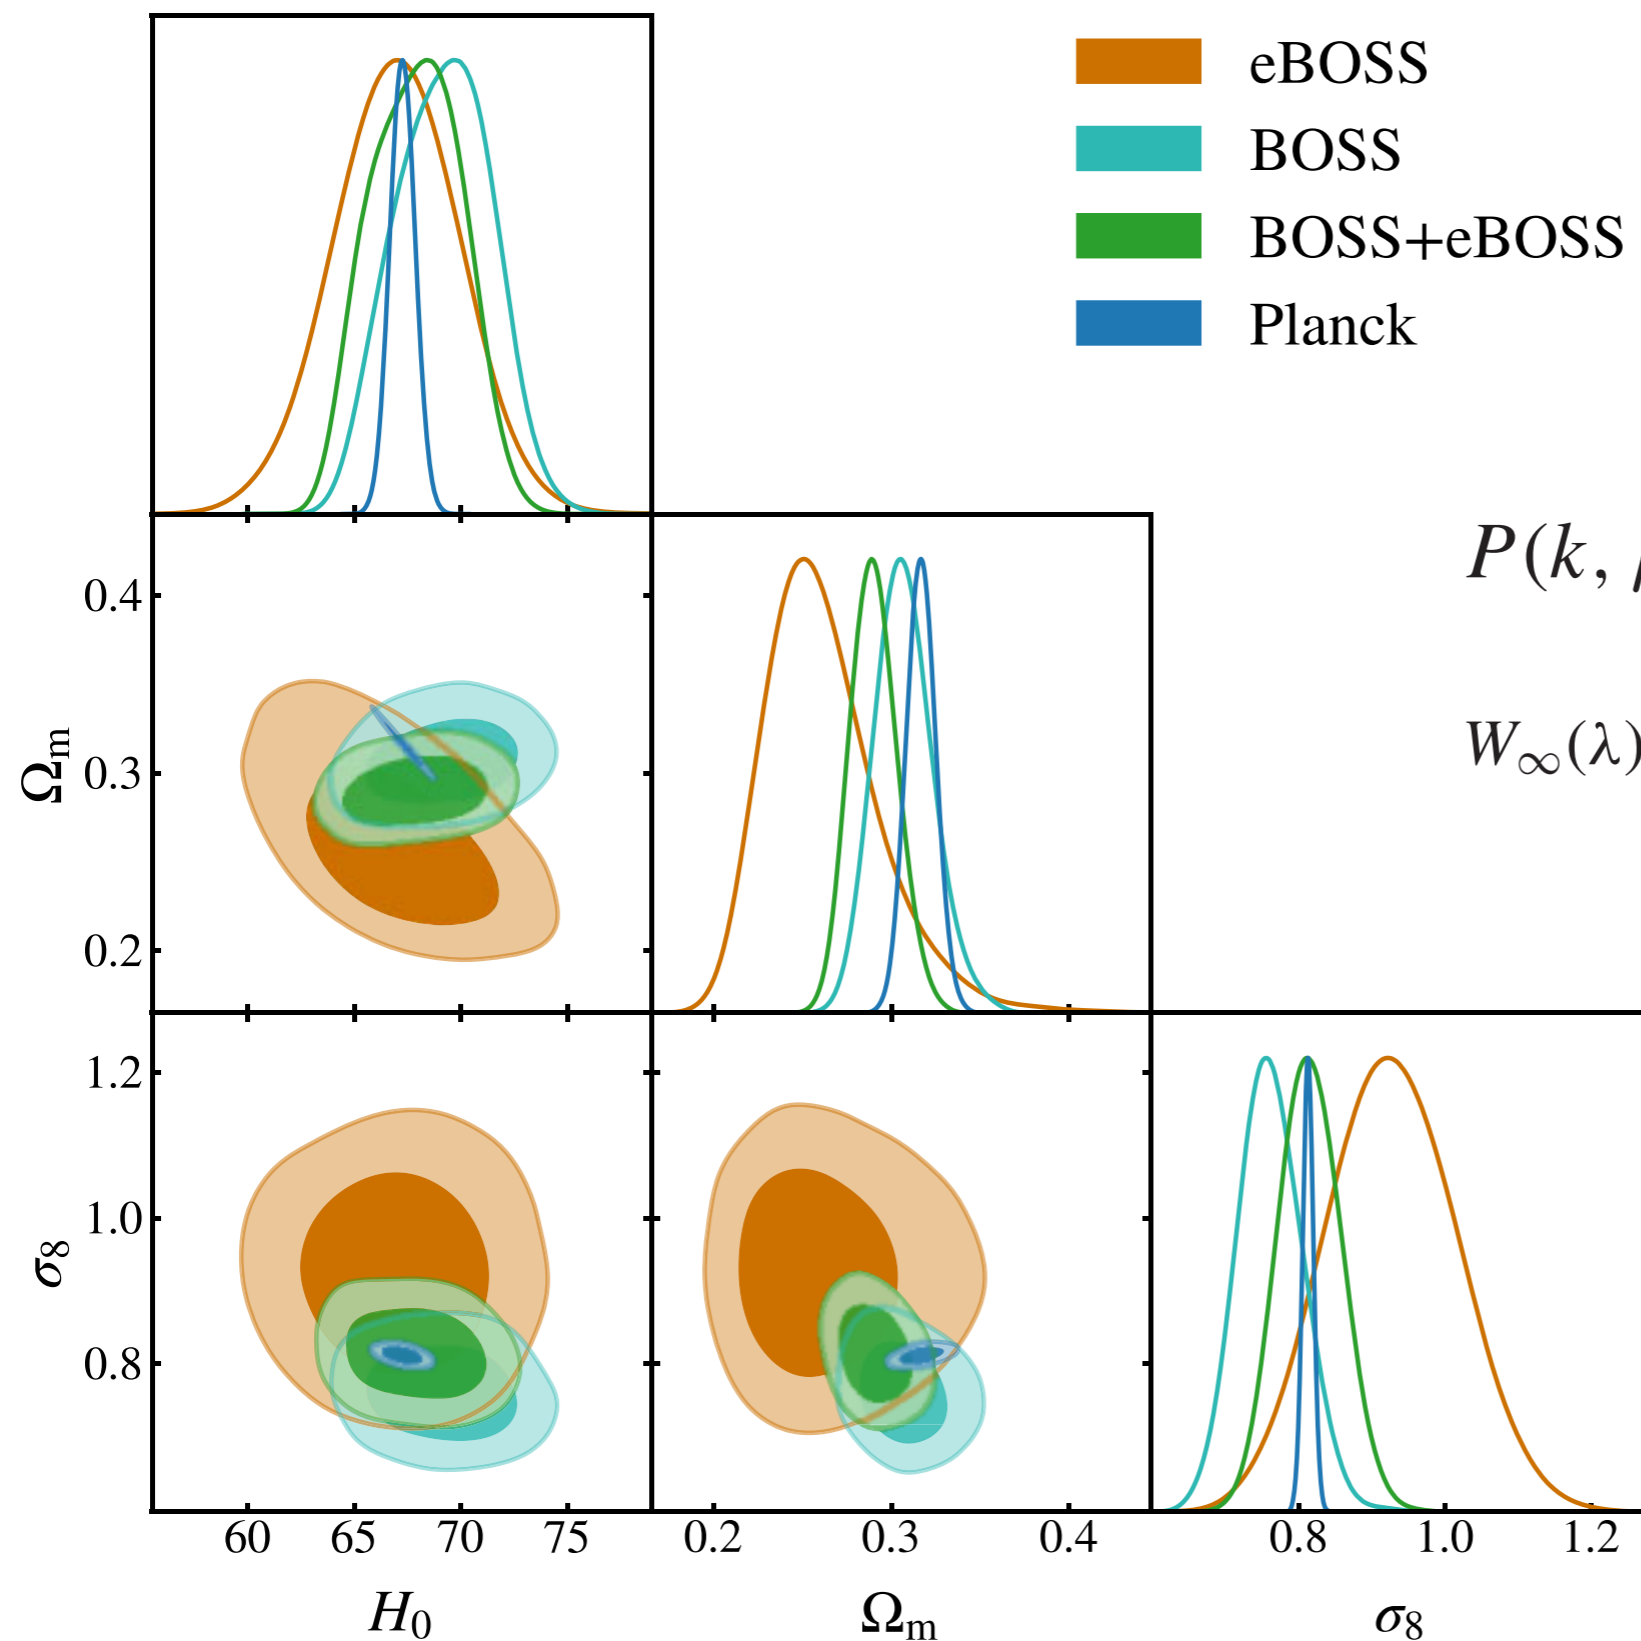 eBOSS
BOSS
BOSS+eBOSS
Planck
P(k,
W∞(λ)
0.4
0.3
0.2
Ωm
1.2
1.0
0.8
σ8
60 65 70 75 0.2 0.3 0.4 0.8 1.0 1.2
H0 Ωm σ8